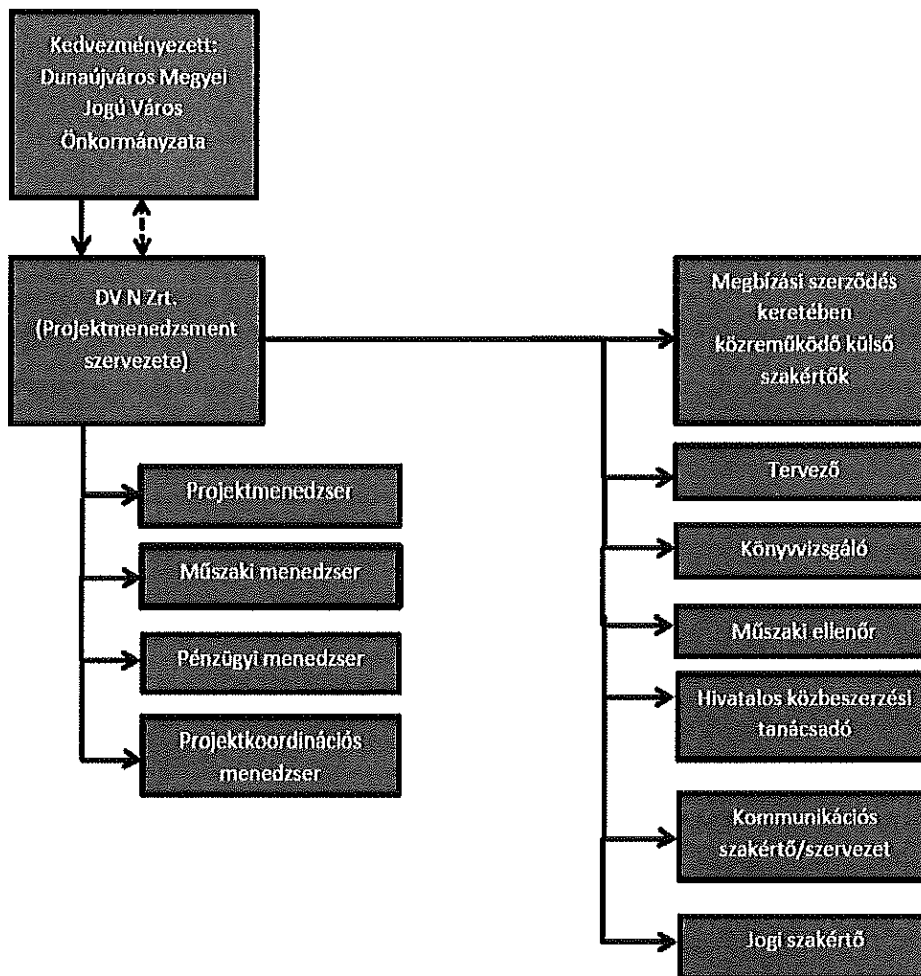 Kedvezményezett:
Dunaújváros Megyei
Jogú Város
Önkormányzata
DV N Zrt.
(Projektmenedzsment
szervezete)
Projektmenedzser
Műszaki menedzser
Pénzügyi menedzser
Projektkoordinációs
menedzser
Megbízási szerződés
keretében
közreműködő külső
szakértők
Tervező
Könyvvizsgáló
Műszaki ellenőr
Hivatalos közbeszerzési
tanácsadó
Kommunikációs
szakértő/szervezet
Jogi szakértő